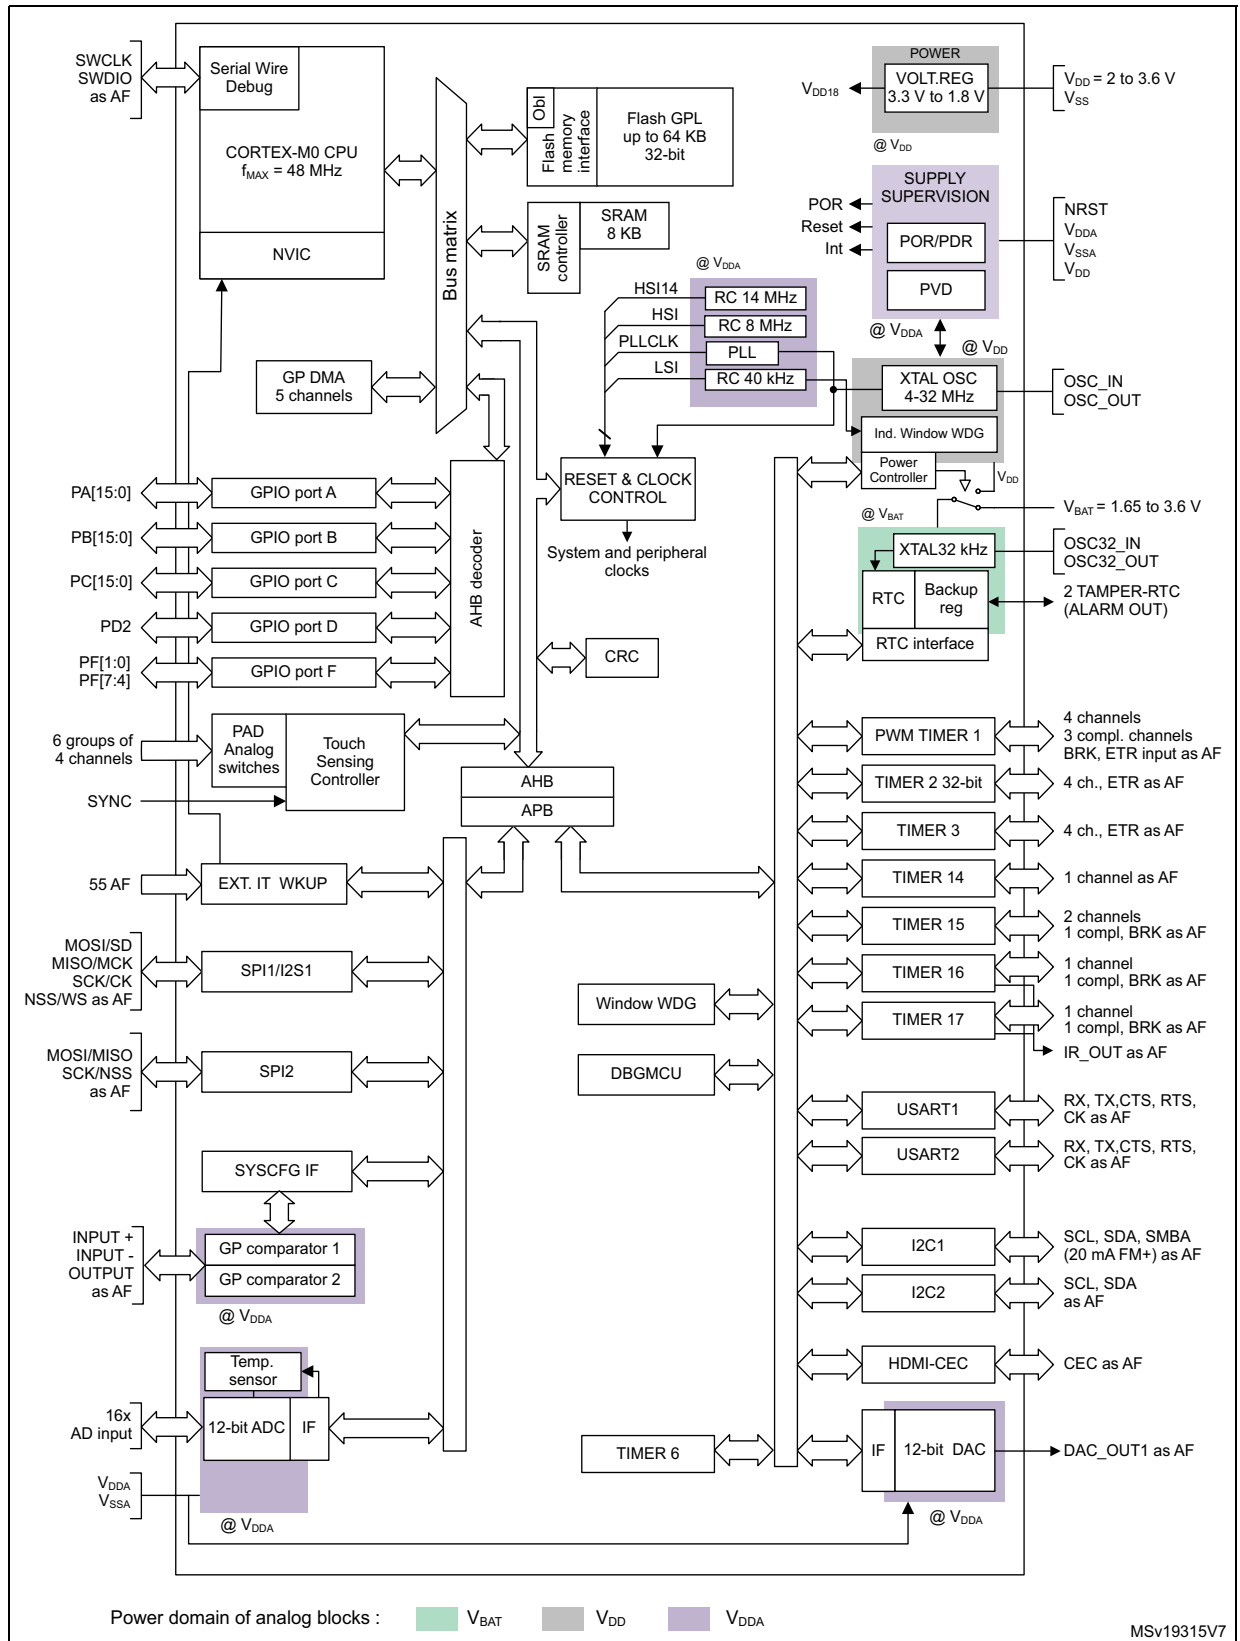 SWCLK
SWDIO
as AF
Serial Wire
Debug
CORTEX-M0 CPU
fMAX = 48 MHz
NVIC
Bus matrix
Obl
Flash
memory
interface
Flash GPL
up to 64 KB
32-bit
SRAM
controller
SRAM
8 KB
POWER
VOLT.REG
3.3 V to 1.8 V
VDD18
VDD = 2 to 3.6 V
VSS
@ VDD
SUPPLY
SUPERVISION
POR
Reset
Int
POR/PDR
PVD
NRST
VDDA
VSSA
VDD
@ VDDA
@ VDDA
HSI14
HSI
PLLCLK
LSI
RC 14 MHz
RC 8 MHz
PLL
RC 40 kHz
@ VDD
XTAL OSC
4-32 MHz
OSC_IN
OSC_OUT
Ind. Window WDG
Power
Controller
VDD
VBAT = 1.65 to 3.6 V
@ VBAT
XTAL32 kHz
OSC32_IN
OSC32_OUT
RTC
Backup
reg
2 TAMPER-RTC
(ALARM OUT)
RTC interface
GP DMA
5 channels
RESET & CLOCK
CONTROL
System and peripheral
clocks
AHB decoder
PA[15:0]
GPIO port A
PB[15:0]
GPIO port B
PC[15:0]
GPIO port C
PD2
GPIO port D
PF[1:0]
PF[7:4]
GPIO port F
CRC
6 groups of
4 channels
SYNC
PAD
Analog
switches
Touch
Sensing
Controller
AHB
APB
55 AF
EXT. IT WKUP
MOSI/SD
MISO/MCK
SCK/CK
NSS/WS as AF
SPI1/I2S1
MOSI/MISO
SCK/NSS
as AF
SPI2
SYSCFG IF
INPUT +
INPUT -
OUTPUT
as AF
GP comparator 1
GP comparator 2
@ VDDA
Temp.
sensor
16x
AD input
12-bit ADC
IF
VDDA
VSSA
@ VDDA
Window WDG
DBGMCU
TIMER 6
PWM TIMER 1
4 channels
3 compl. channels
BRK, ETR input as AF
TIMER 2 32-bit
4 ch., ETR as AF
TIMER 3
4 ch., ETR as AF
TIMER 14
1 channel as AF
TIMER 15
2 channels
1 compl, BRK as AF
TIMER 16
1 channel
1 compl, BRK as AF
TIMER 17
1 channel
1 compl, BRK as AF
IR_OUT as AF
USART1
RX, TX,CTS, RTS,
CK as AF
USART2
RX, TX,CTS, RTS,
CK as AF
I2C1
SCL, SDA, SMBA
(20 mA FM+) as AF
I2C2
SCL, SDA
as AF
HDMI-CEC
CEC as AF
IF
12-bit DAC
DAC_OUT1 as AF
@ VDDA
Power domain of analog blocks :
VBAT
VDD
VDDA
MSv19315V7